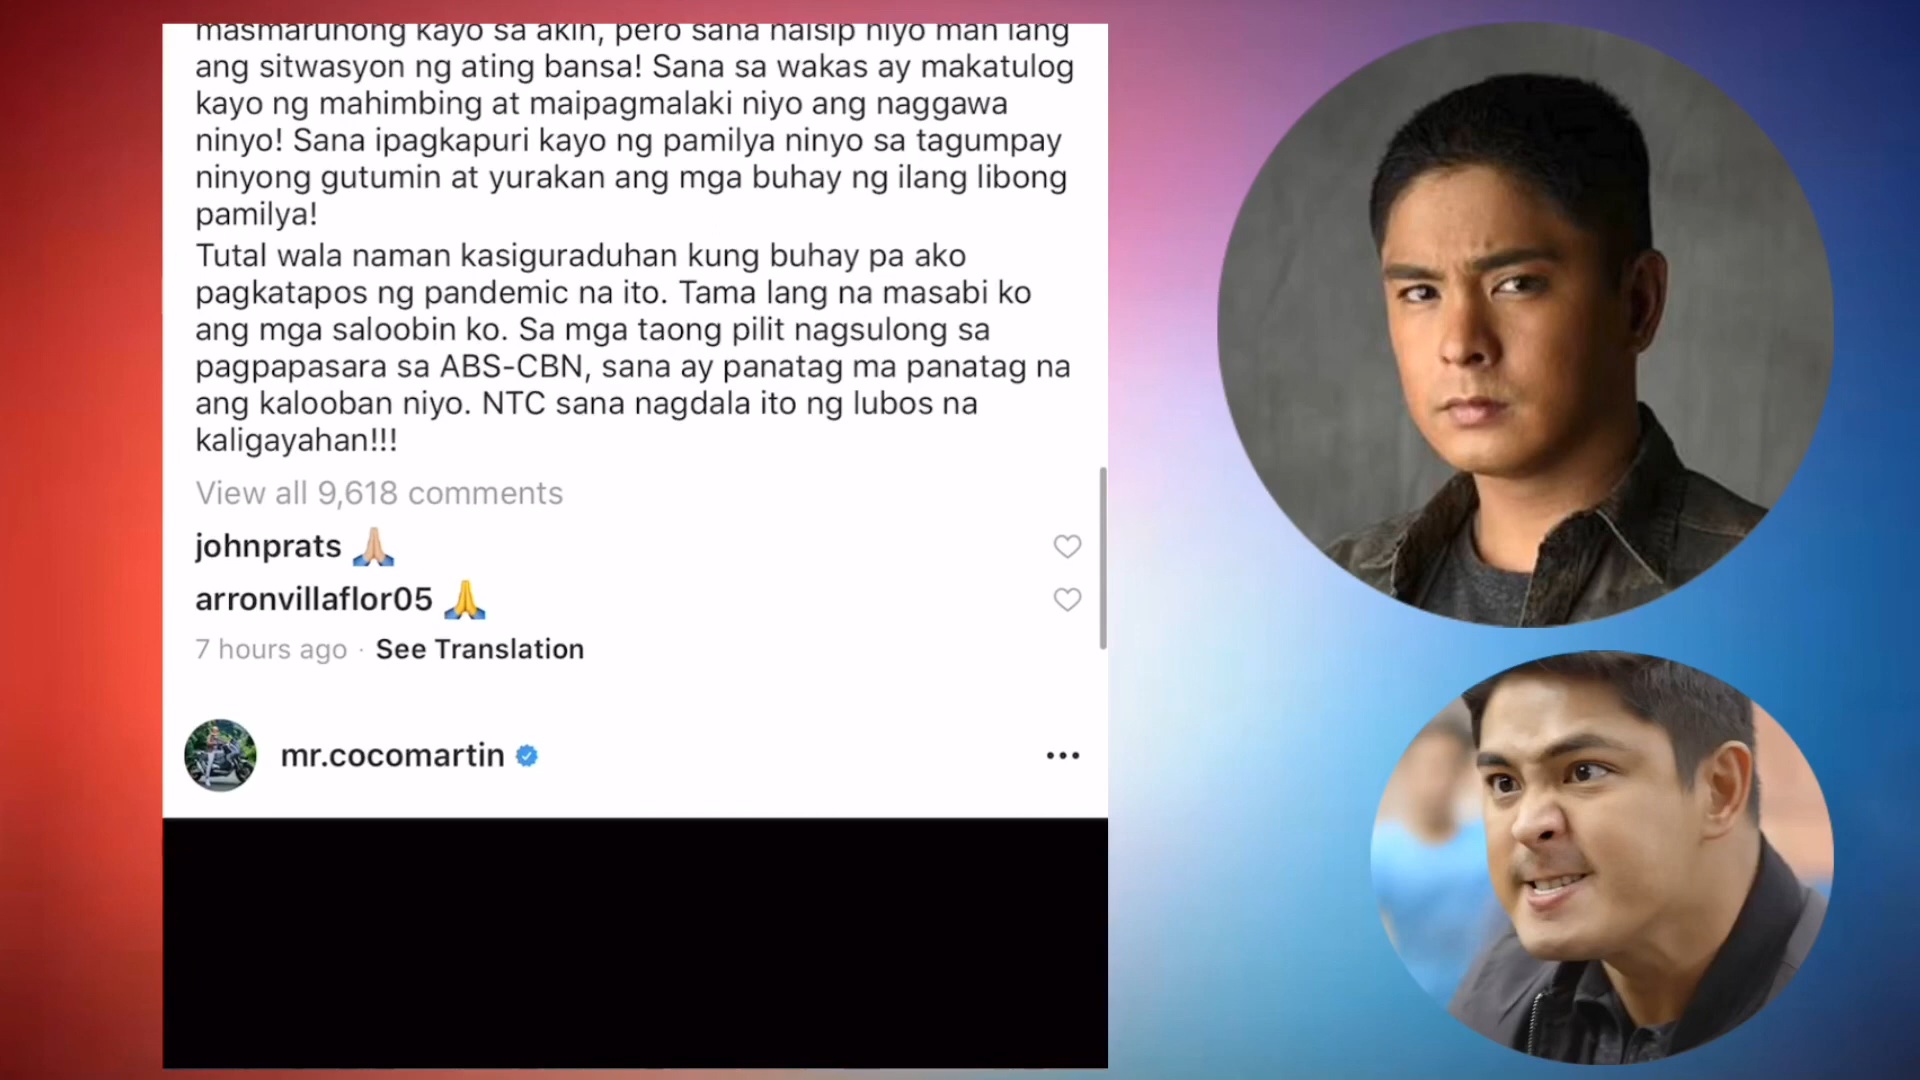 masmarunong kayo sa akin, pero sana naisip niyo man lang
ang sitwasyon ng ating bansa! Sana sa wakas ay makatulog
kayo ng mahimbing at maipagmalaki niyo ang naggawa
ninyo! Sana ipagkapuri kayo ng pamilya ninyo sa tagumpay
ninyong gutumin at yurakan ang mga buhay ng ilang libong
pamilya!
Tutal wala naman kasiguraduhan kung buhay pa ako
pagkatapos ng pandemic na ito. Tama lang na masabi ko
ang mga saloobin ko. Sa mga taong pilit nagsulong sa
pagpapasara sa ABS-CBN, sana ay panatag ma panatag na
ang kalooban niyo. NTC sana nagdala ito ng lubos na
kaligayahan!!!
View all 9,618 comments
johnprats 🙏🏼
arronvillaflor05 🙏
7 hours ago · See Translation
mr.cocomartin